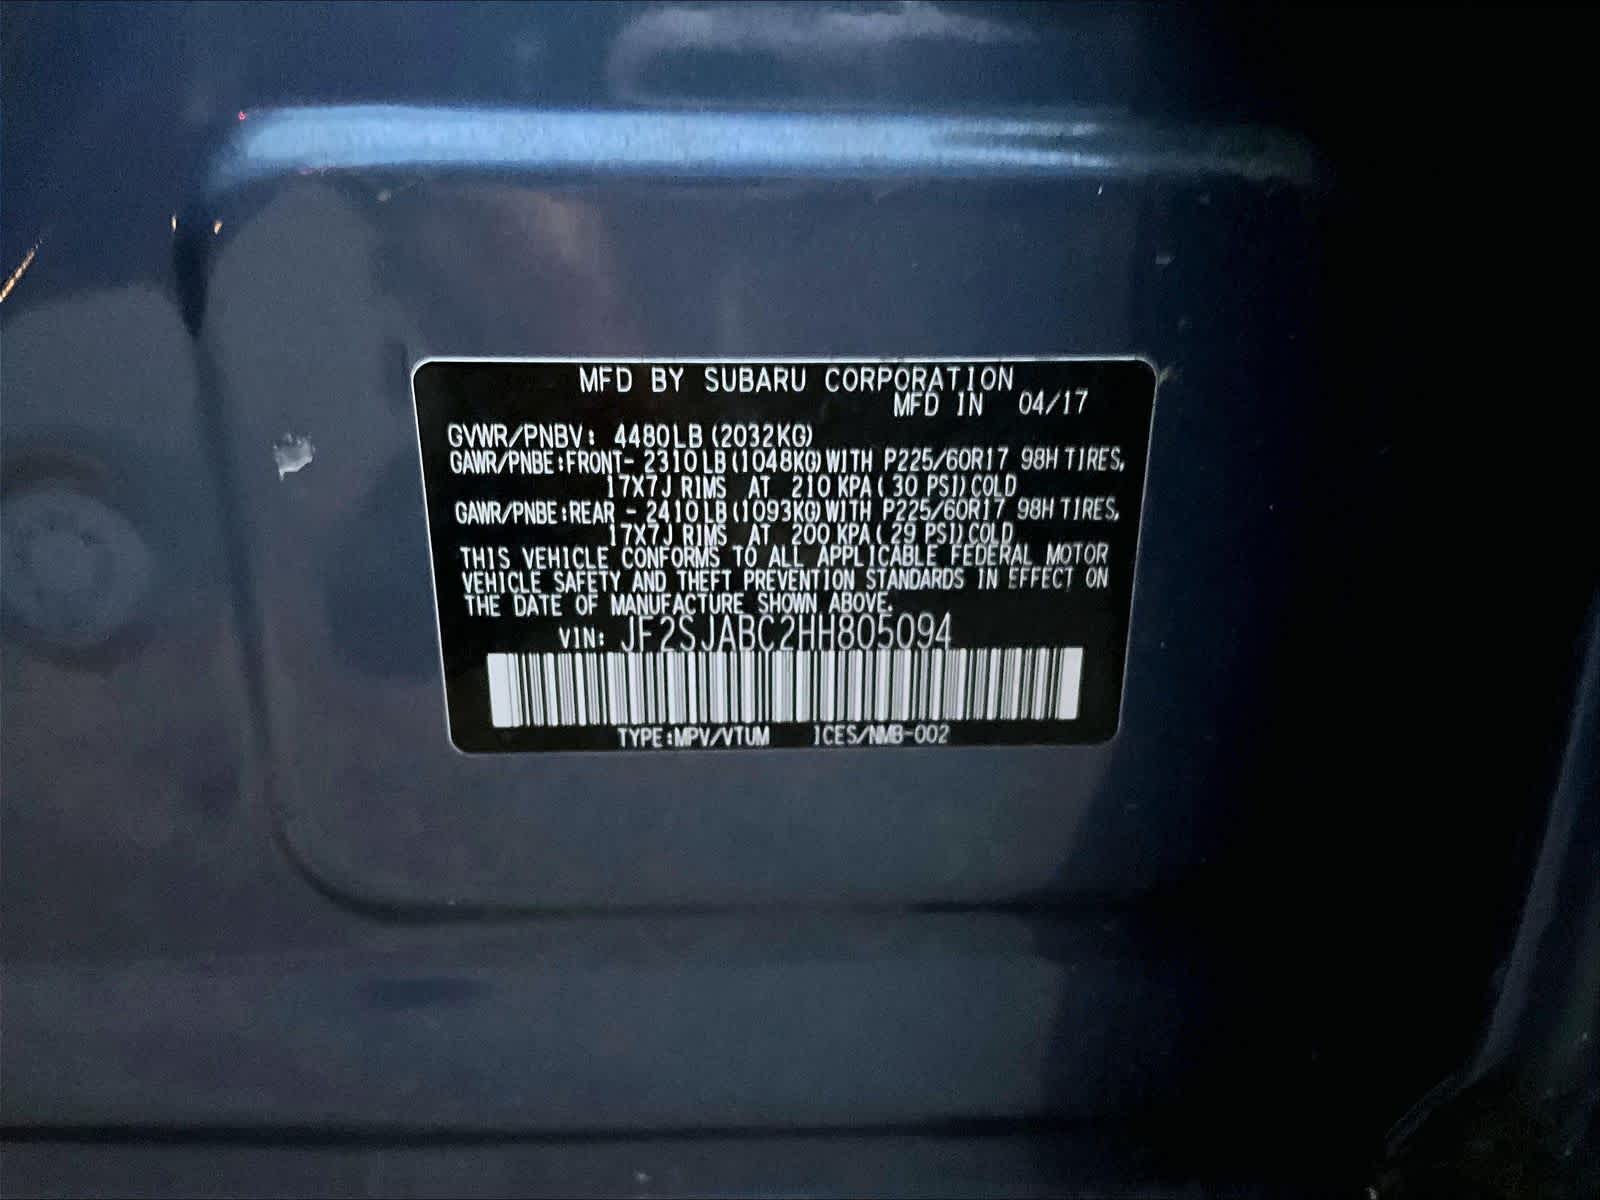 MFD BY SUBARU CORPORATION
MFD IN 04/17
GVWR/PNBV: 4480LB (2032KG)
GAWR/PNBE:FRONT- 2310LB(1048KG)WITH P225/60R17 98H TIRES,
17X7J RIMS AT 210 KPA( 30 PSI)COLD
GAWR/PNBE:REAR - 2410LB(1093KG)WITH P225/60R17 98H TIRES,
17X7J RIMS AT 200 KPA( 29 PSI)COLD
THIS VEHICLE CONFORMS TO ALL APPLICABLE FEDERAL MOTOR
VEHICLE SAFETY AND THEFT PREVENTION STANDARDS IN EFFECT ON
THE DATE OF MANUFACTURE SHOWN ABOVE.
VIN: JF2SJABC2HH805094
TYPE:MPV/VTUM ICES/NMB-002